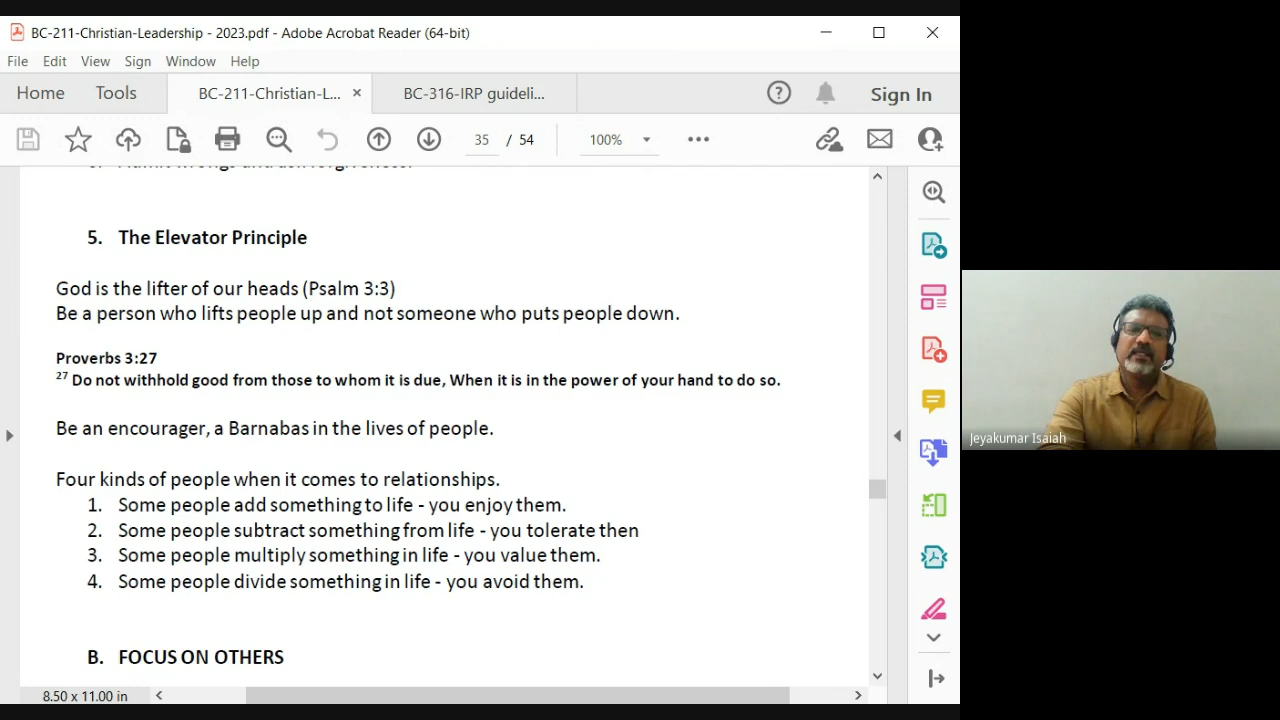 BC-211-Christian-Leadership - 2023.pdf - Adobe Acrobat Reader (64-bit)
File Edit View Sign Window Help
Home Tools BC-211-Christian-L... BC-316-IRP guideli... Sign In
35 / 54 100%
5. The Elevator Principle
God is the lifter of our heads (Psalm 3:3)
Be a person who lifts people up and not someone who puts people down.
Proverbs 3:27
27 Do not withhold good from those to whom it is due, When it is in the power of your hand to do so.
Be an encourager, a Barnabas in the lives of people.
Four kinds of people when it comes to relationships.
1. Some people add something to life - you enjoy them.
2. Some people subtract something from life - you tolerate then
3. Some people multiply something in life - you value them.
4. Some people divide something in life - you avoid them.
B. FOCUS ON OTHERS
8.50 x 11.00 in
Jeyakumar Isaiah